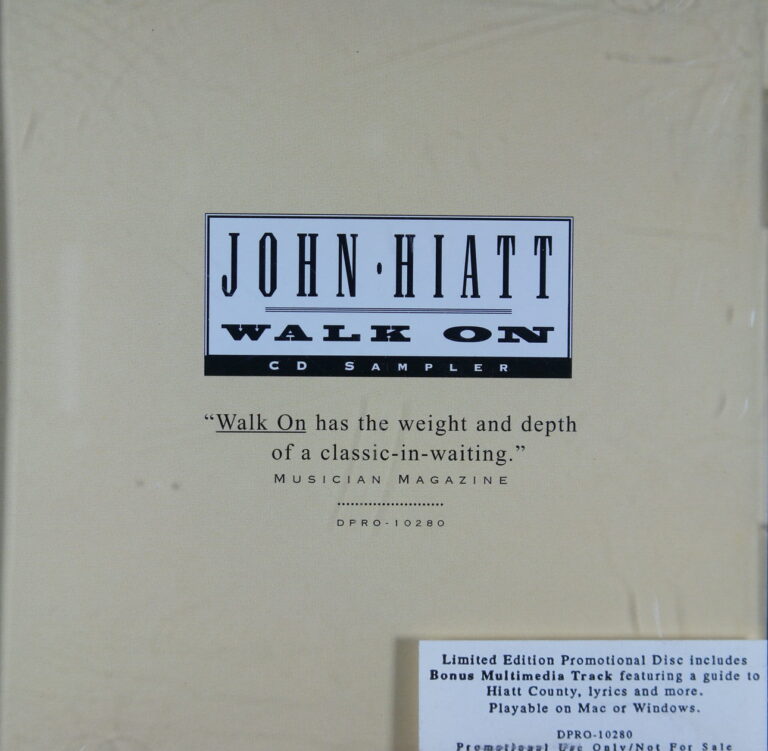 JOHN · HIATT
WALK ON
CD SAMPLER
“Walk On has the weight and depth
of a classic-in-waiting.”
MUSICIAN MAGAZINE
DPRO-10280
Limited Edition Promotional Disc includes
Bonus Multimedia Track featuring a guide to
Hiatt County, lyrics and more.
Playable on Mac or Windows.
DPRO-10280
Promotional Use Only/Not For Sale